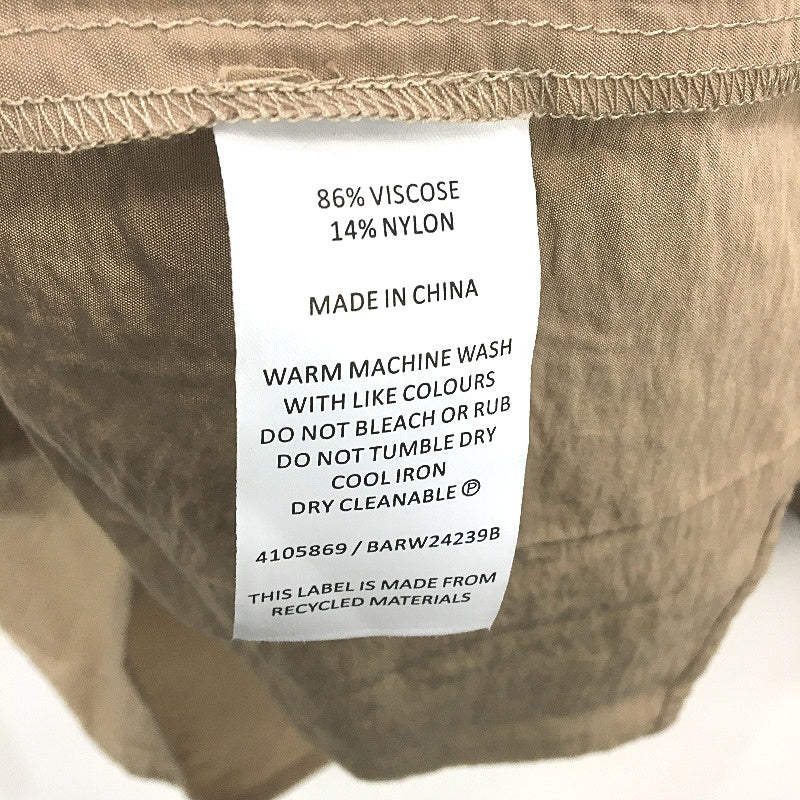 86% VISCOSE
14% NYLON
MADE IN CHINA
WARM MACHINE WASH
WITH LIKE COLOURS
DO NOT BLEACH OR RUB
DO NOT TUMBLE DRY
COOL IRON
DRY CLEANABLE Ⓟ
4105869 / BARW24239B
THIS LABEL IS MADE FROM
RECYCLED MATERIALS